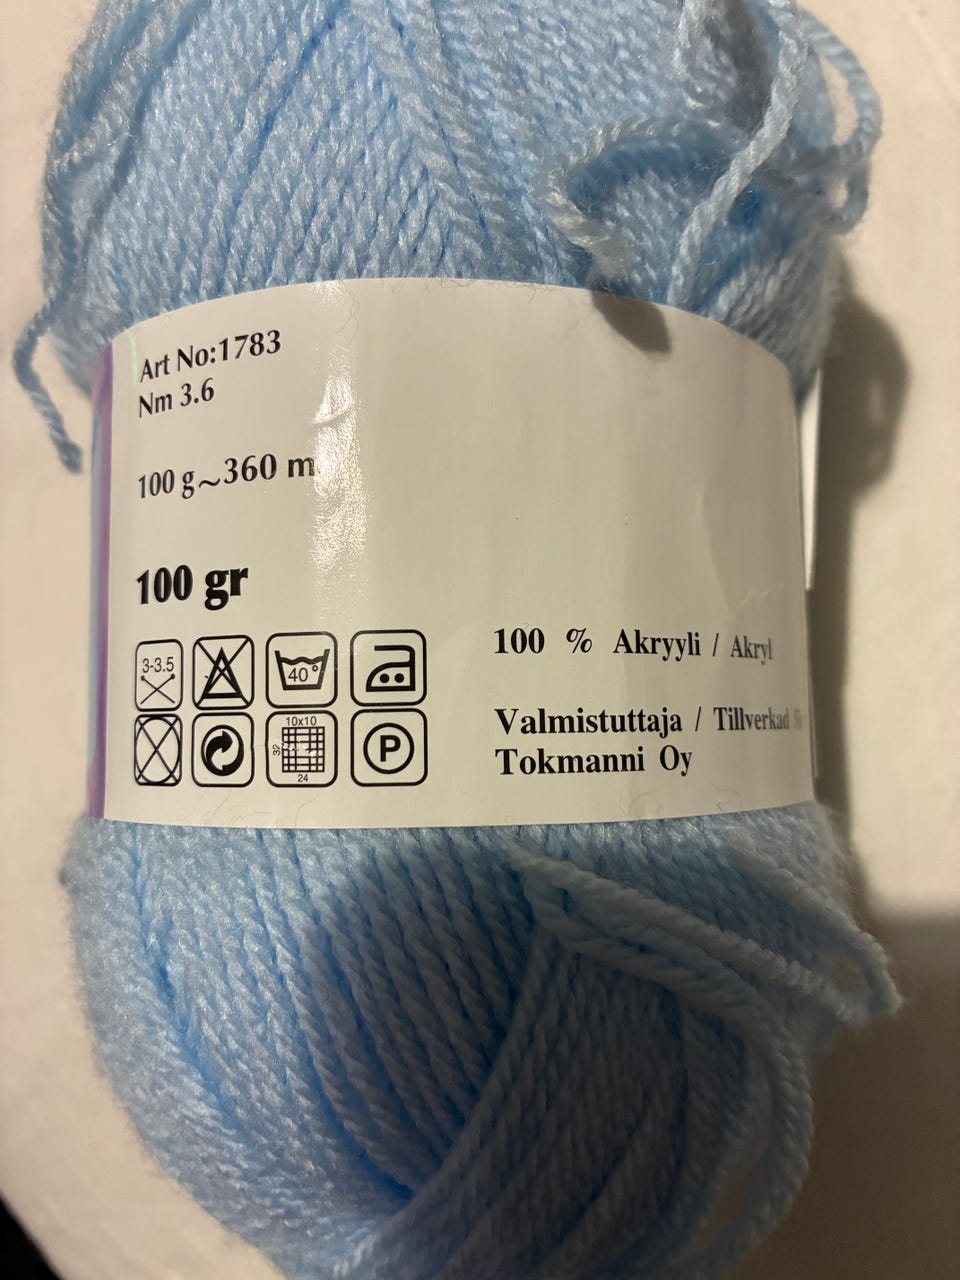 Art No:1783
Nm 3.6
100 g~360 m
100 gr
3-3.5
40°
P
10x10
32
24
100 % Akryyli / Akryl
Valmistuttaja / Tillverkad
Tokmanni Oy